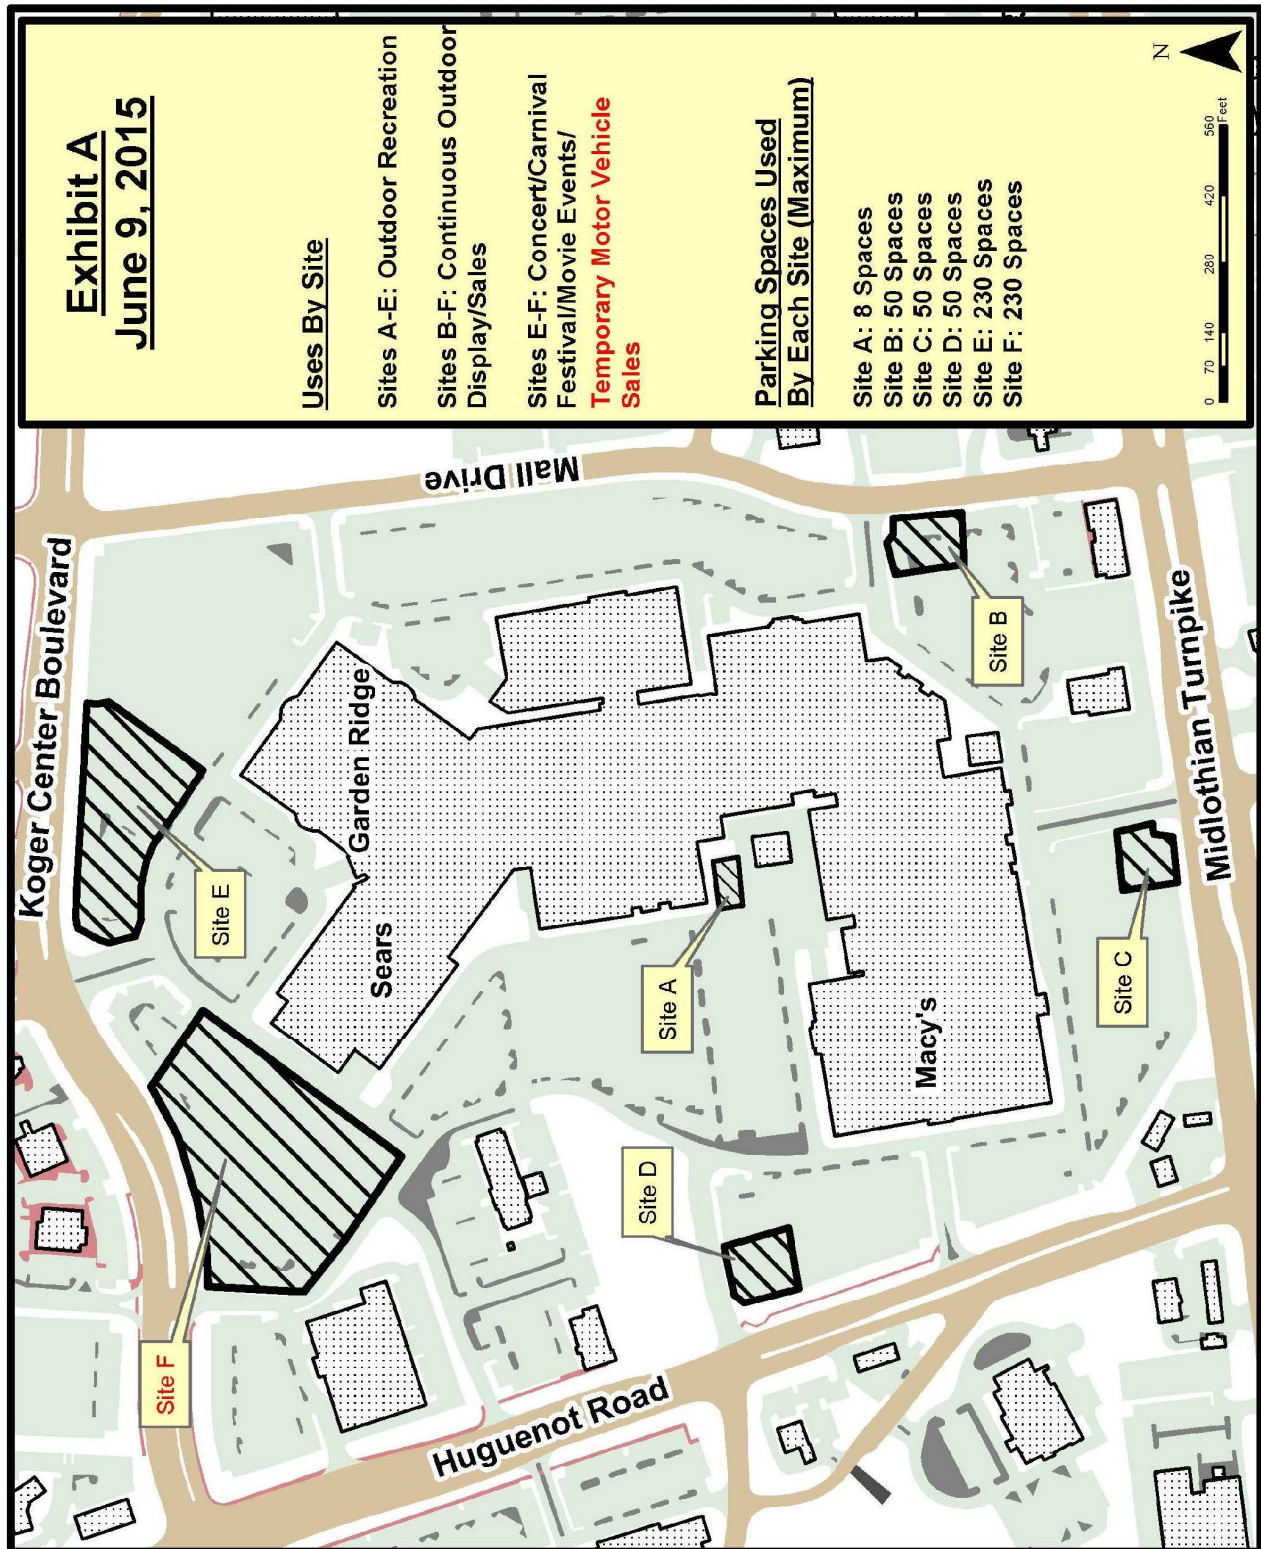 Exhibit A
June 9, 2015
Uses By Site
Sites A-E: Outdoor Recreation
Sites B-F: Continuous Outdoor
Display/Sales
Sites E-F: Concert/Carnival
Festival/Movie Events/
Temporary Motor Vehicle
Sales
Parking Spaces Used
By Each Site (Maximum)
Site A: 8 Spaces
Site B: 50 Spaces
Site C: 50 Spaces
Site D: 50 Spaces
Site E: 230 Spaces
Site F: 230 Spaces
N
0 70 140 280 420 560
Feet
Koger Center Boulevard
Mall Drive
Site E
Garden Ridge
Sears
Site F
Site A
Site B
Macy's
Site D
Site C
Huguenot Road
Midlothian Turnpike